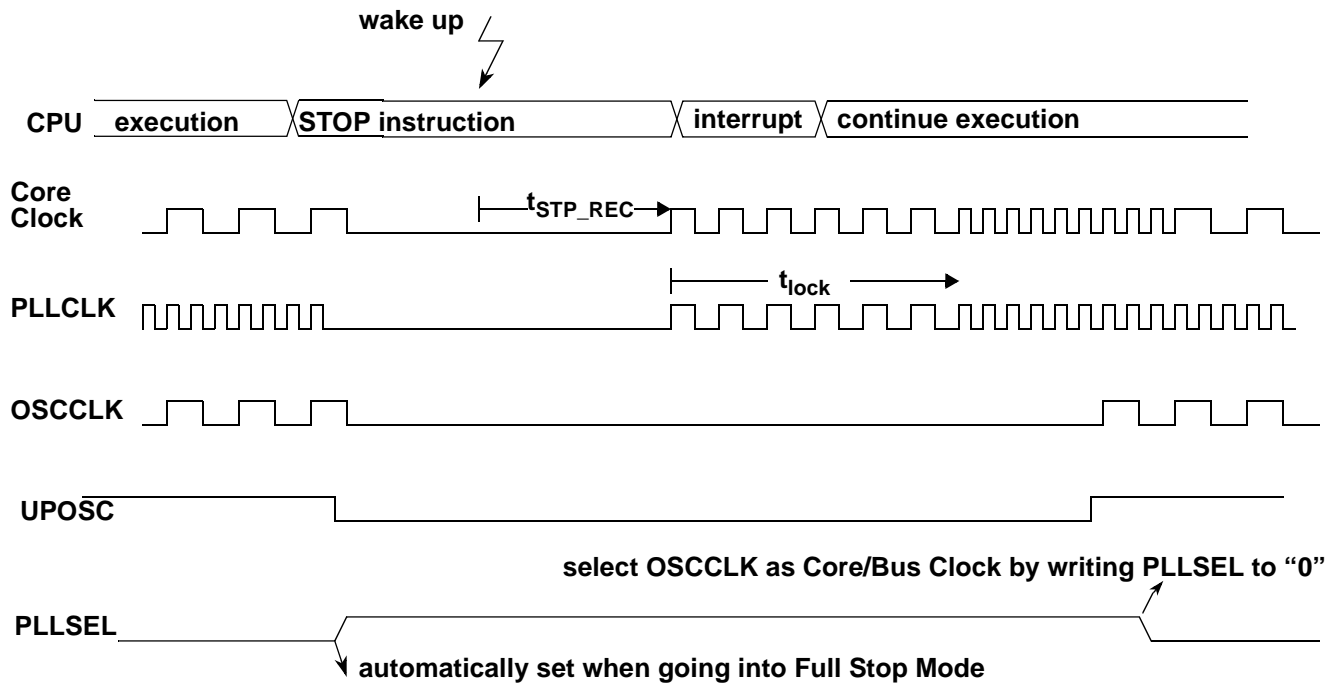 wake up
CPU execution STOP instruction interrupt continue execution
Core
Clock
tSTP_REC
tlock
PLLCLK
OSCCLK
UPOSC
select OSCCLK as Core/Bus Clock by writing PLLSEL to “0”
PLLSEL
automatically set when going into Full Stop Mode